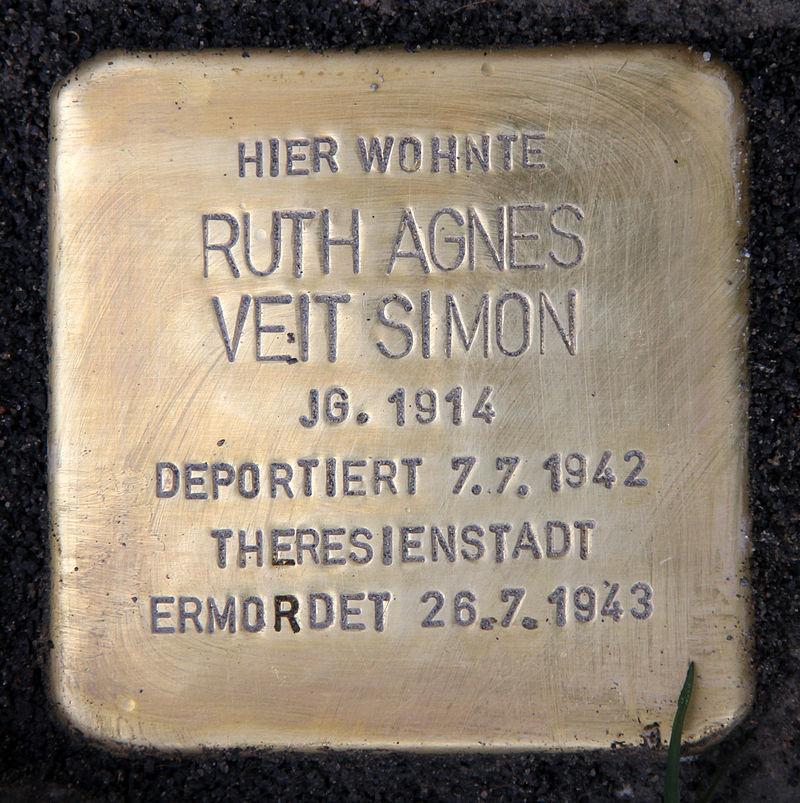 HIER WOHNTE
RUTH AGNES
VEIT SIMON
JG. 1914
DEPORTIERT 7.7.1942
THERESIENSTADT
ERMORDET 26.7.1943